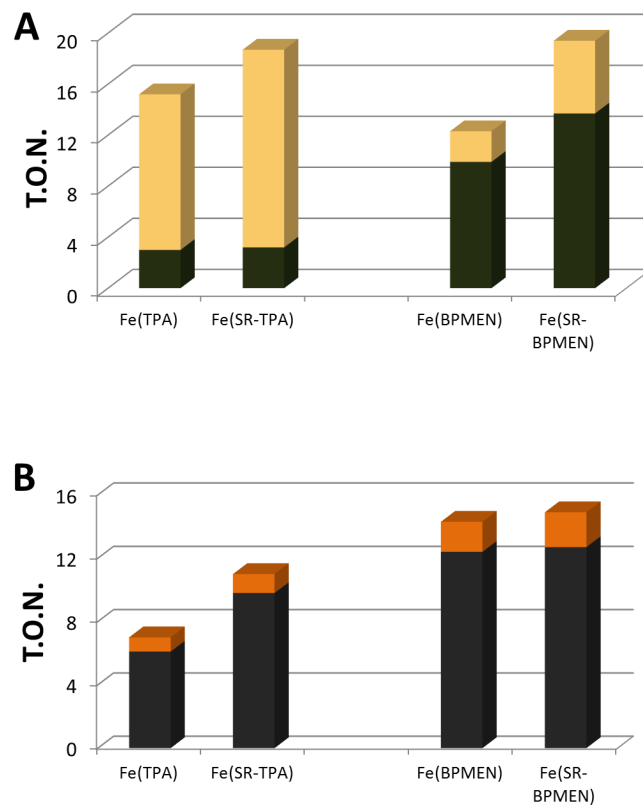 A
20
16
12
8
4
0
T.O.N.
Fe(TPA)
Fe(SR-TPA)
Fe(BPMEN)
Fe(SR-
BPMEN)
B
16
12
8
4
0
T.O.N.
Fe(TPA)
Fe(SR-TPA)
Fe(BPMEN)
Fe(SR-
BPMEN)